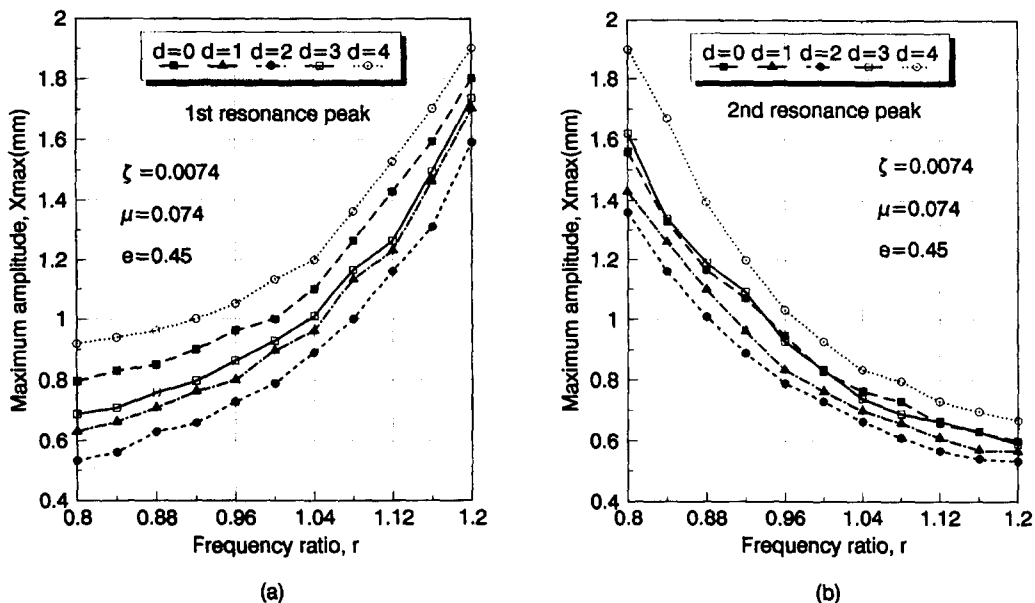 2
1.8
1.6
1.4
1.2
1
0.8
0.6
0.4
Maximum amplitude, Xmax(mm)
d=0 d=1 d=2 d=3 d=4
1st resonance peak
ζ =0.0074
μ=0.074
e=0.45
0.8 0.88 0.96 1.04 1.12 1.2
Frequency ratio, r
(a)
2
1.8
1.6
1.4
1.2
1
0.8
0.6
0.4
Maximum amplitude, Xmax(mm)
d=0 d=1 d=2 d=3 d=4
2nd resonance peak
ζ =0.0074
μ=0.074
e=0.45
0.8 0.88 0.96 1.04 1.12 1.2
Frequency ratio, r
(b)